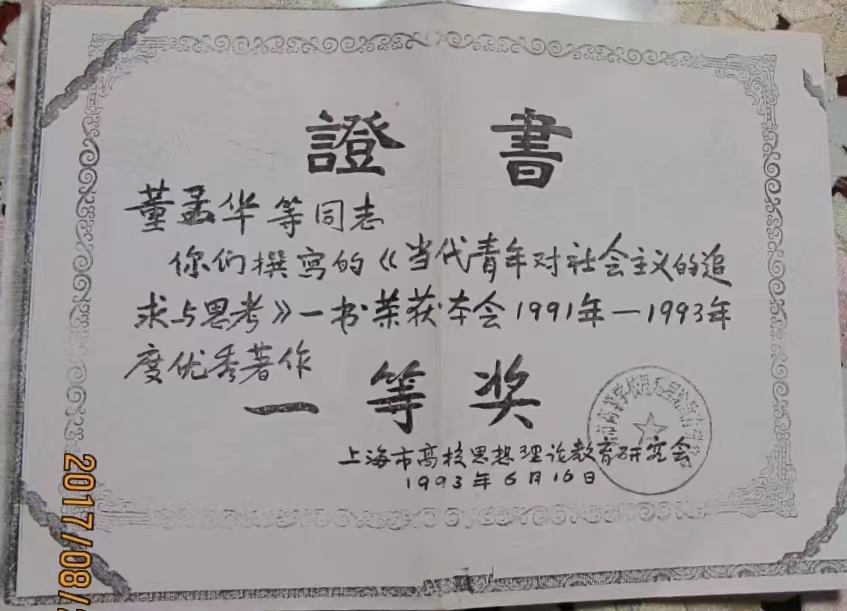 證書
董孟华等同志
你们撰写的《当代青年对社会主义的追
求与思考》一书荣获本会1991年—1993年
度优秀著作
一等奖
上海市高校思想理论教育研究会
1993年6月16日
2017/08/